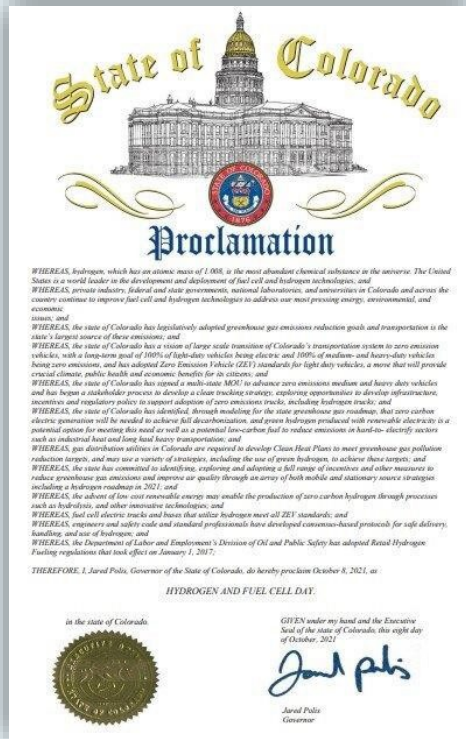 State of Colorado
STATE OF COLORADO
1876
Proclamation
WHEREAS, hydrogen, which has an atomic mass of 1.008, is the most abundant chemical substance in the universe. The United
States is a world leader in the development and deployment of fuel cell and hydrogen technologies; and
WHEREAS, private industry, federal and state governments, national laboratories, and universities in Colorado and across the
country continue to improve fuel cell and hydrogen technologies to address our most pressing energy, environmental, and
economic
issues; and
WHEREAS, the state of Colorado has legislatively adopted greenhouse gas emissions reduction goals and transportation is the
state's largest source of these emissions; and
WHEREAS, the state of Colorado has a vision of large scale transition of Colorado's transportation system to zero emission
vehicles, with a long-term goal of 100% of light-duty vehicles being electric and 100% of medium- and heavy-duty vehicles
being zero emissions, and has adopted Zero Emission Vehicle (ZEV) standards for light duty vehicles, a move that will provide
crucial climate, public health and economic benefits for its citizens; and
WHEREAS, the state of Colorado has signed a multi-state MOU to advance zero emissions medium and heavy duty vehicles
and has begun a stakeholder process to develop a clean trucking strategy, exploring opportunities to develop infrastructure,
incentives and regulatory policy to support adoption of zero emissions trucks, including hydrogen trucks; and
WHEREAS, the state of Colorado has identified, through modeling for the state greenhouse gas roadmap, that zero carbon
electric generation will be needed to achieve full decarbonization, and green hydrogen produced with renewable electricity is a
potential option for meeting this need as well as a potential low-carbon fuel to reduce emissions in hard-to- electrify sectors
such as industrial heat and long haul heavy transportation; and
WHEREAS, gas distribution utilities in Colorado are required to develop Clean Heat Plans to meet greenhouse gas pollution
reduction targets, and may use a variety of strategies, including the use of green hydrogen, to achieve these targets; and
WHEREAS, the state has committed to identifying, exploring and adopting a full range of incentives and other measures to
reduce greenhouse gas emissions and improve air quality through an array of both mobile and stationary source strategies
including a hydrogen roadmap in 2021; and
WHEREAS, the advent of low cost renewable energy may enable the production of zero carbon hydrogen through processes
such as hydrolysis, and other innovative technologies; and
WHEREAS, fuel cell electric trucks and buses that utilize hydrogen meet all ZEV standards; and
WHEREAS, engineers and safety code and standard professionals have developed consensus-based protocols for safe delivery,
handling, and use of hydrogen; and
WHEREAS, the Department of Labor and Employment's Division of Oil and Public Safety has adopted Retail Hydrogen
Fueling regulations that took effect on January 1, 2017;
THEREFORE, I, Jared Polis, Governor of the State of Colorado, do hereby proclaim October 8, 2021, as
HYDROGEN AND FUEL CELL DAY.
in the state of Colorado.
GIVEN under my hand and the Executive
Seal of the state of Colorado, this eight day
of October, 2021
Jared Polis
Jared Polis
Governor